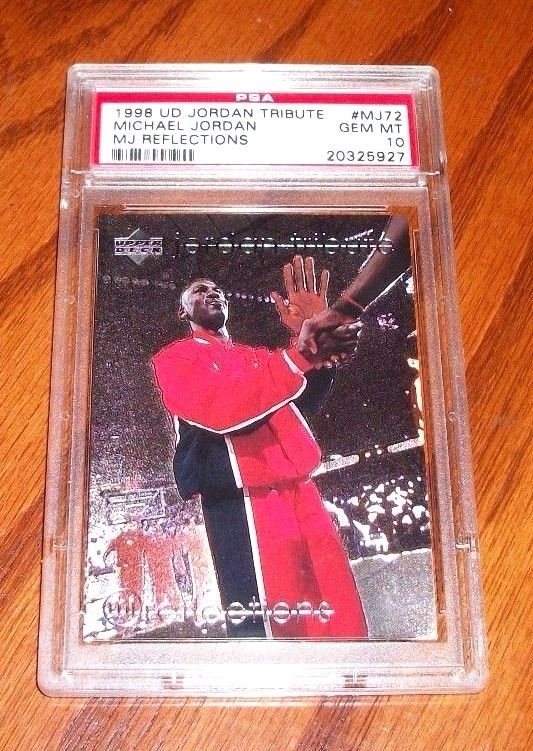 PSA
1998 UD JORDAN TRIBUTE #MJ72
MICHAEL JORDAN GEM MT
MJ REFLECTIONS 10
20325927
UPPER DECK jordan tribute
reflections